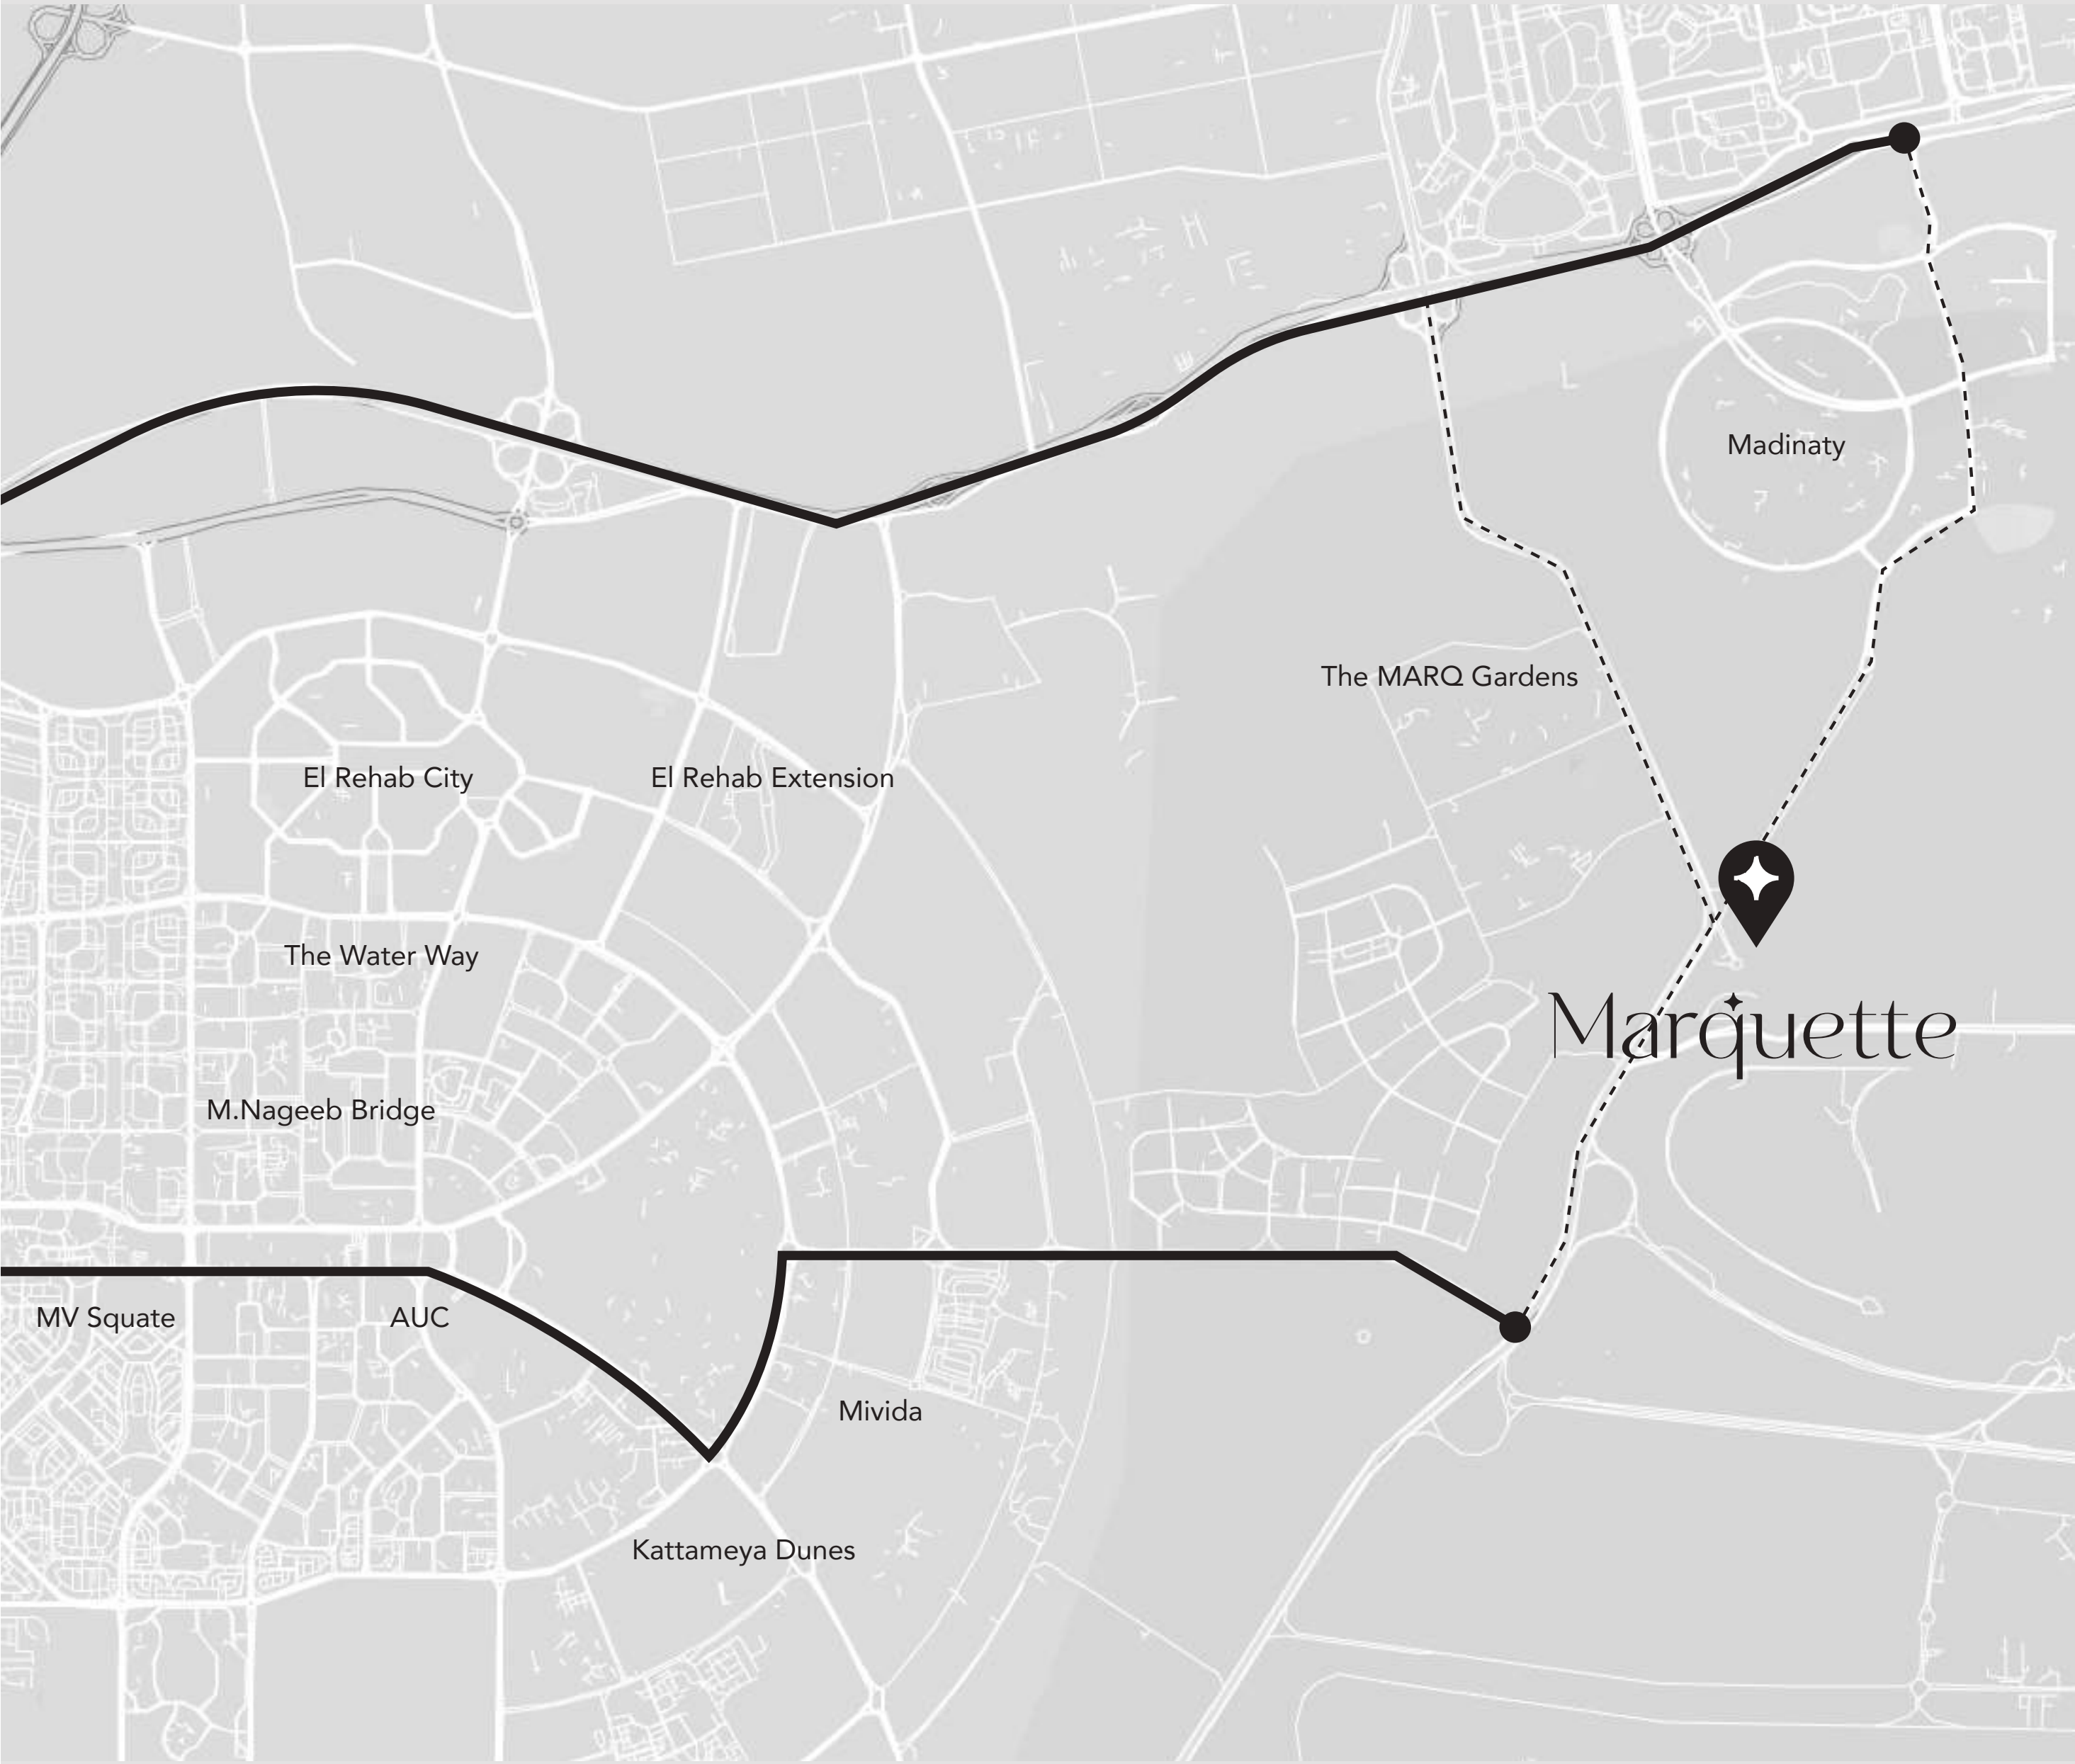 Madinaty
The MARQ Gardens
El Rehab City
El Rehab Extension
The Water Way
Marquette
M.Nageeb Bridge
MV Squate
AUC
Mivida
Kattameya Dunes